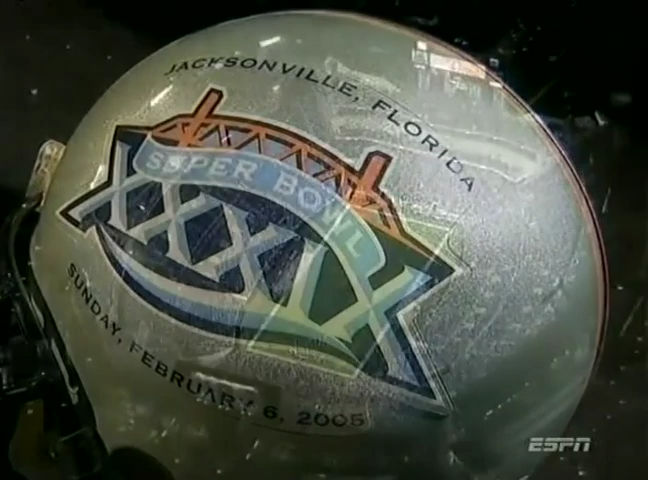 JACKSONVILLE, FLORIDA
SUPER BOWL
XXXIX
SUNDAY, FEBRUARY 6, 2005
ESPN